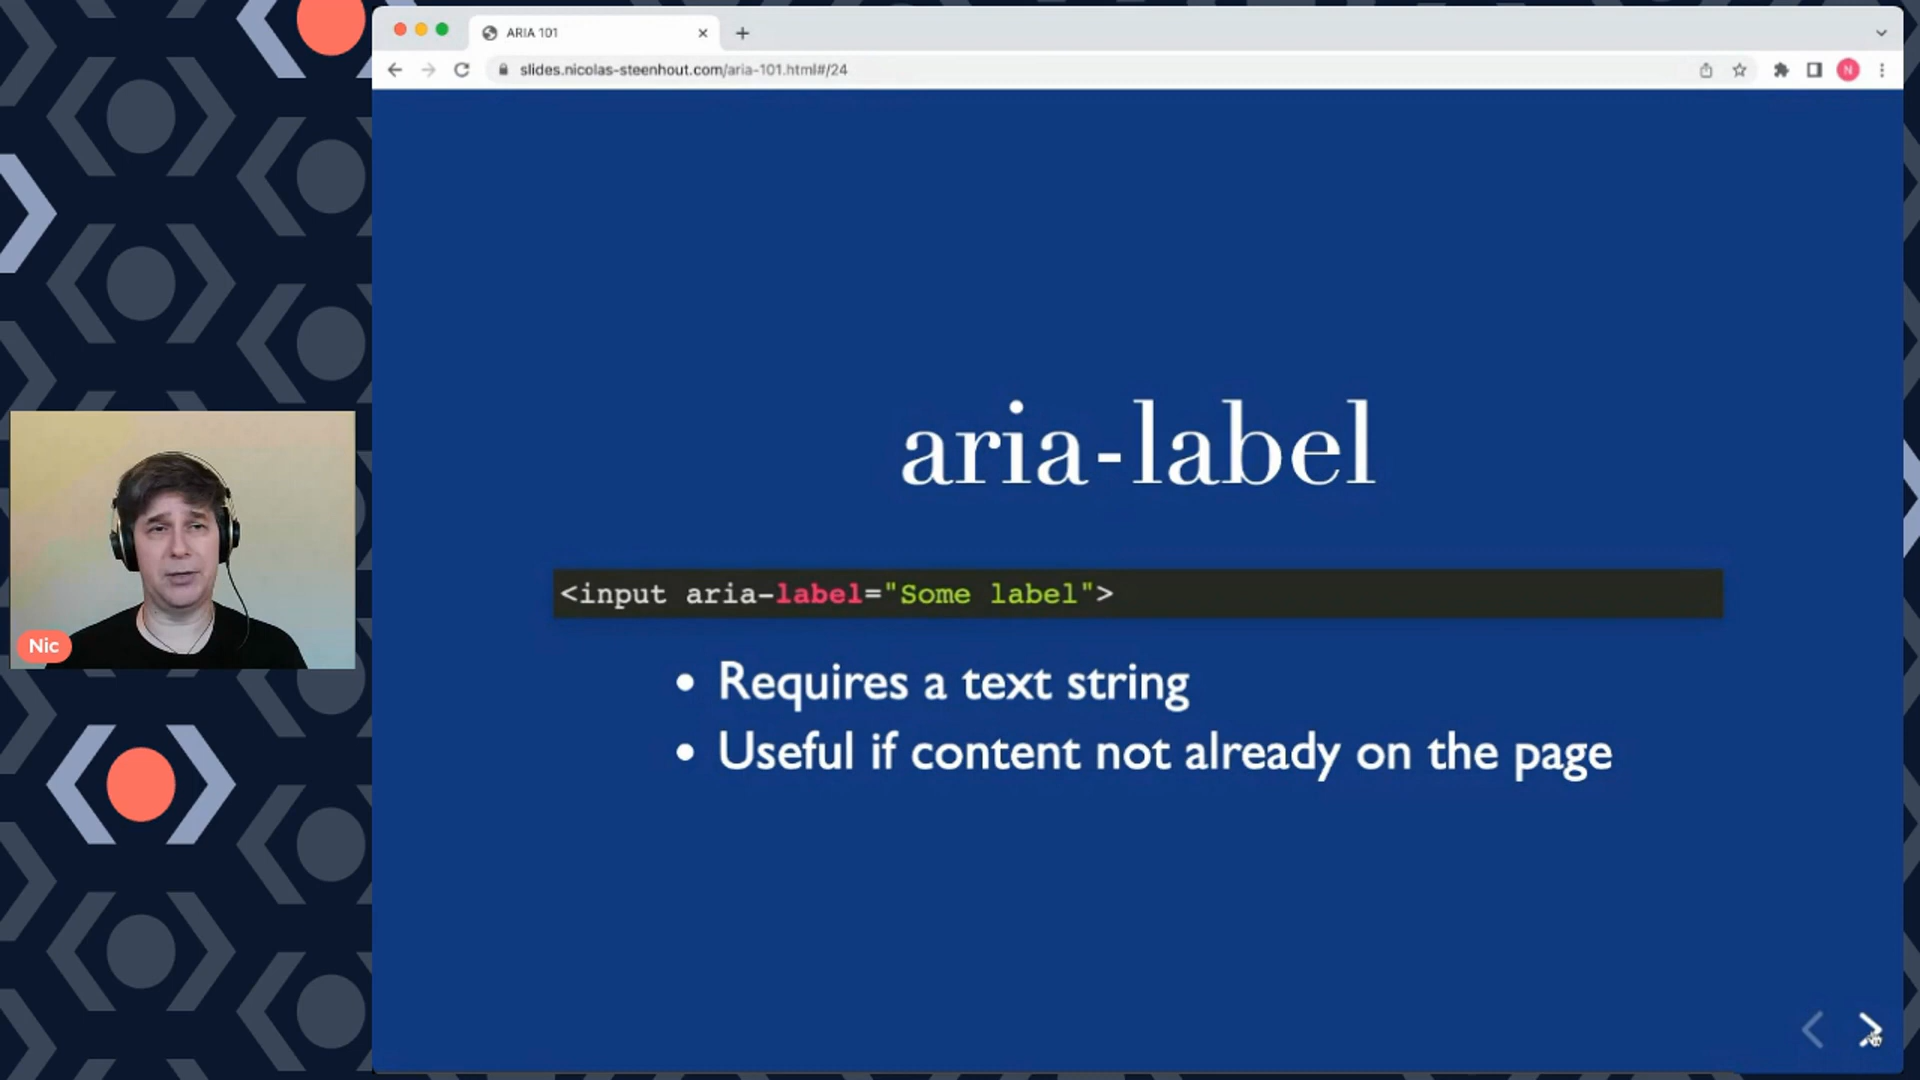 ARIA 101
slides.nicolas-steenhout.com/aria-101.html#/24
N
aria-label
<input aria-label="Some label">
Requires a text string
Useful if content not already on the page
Nic